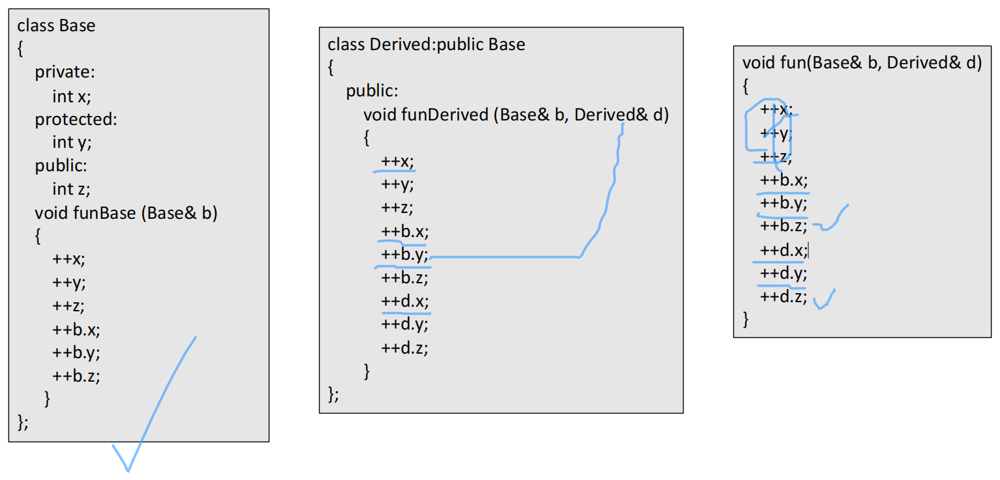 class Base
{
private:
int x;
protected:
int y;
public:
int z;
void funBase (Base& b)
{
++x;
++y;
++z;
++b.x;
++b.y;
++b.z;
}
};
class Derived:public Base
{
public:
void funDerived (Base& b, Derived& d)
{
++x;
++y;
++z;
++b.x;
++b.y;
++b.z;
++d.x;
++d.y;
++d.z;
}
};
void fun(Base& b, Derived& d)
{
++x;
++y;
++z;
++b.x;
++b.y;
++b.z;
++d.x;
++d.y;
++d.z;
}